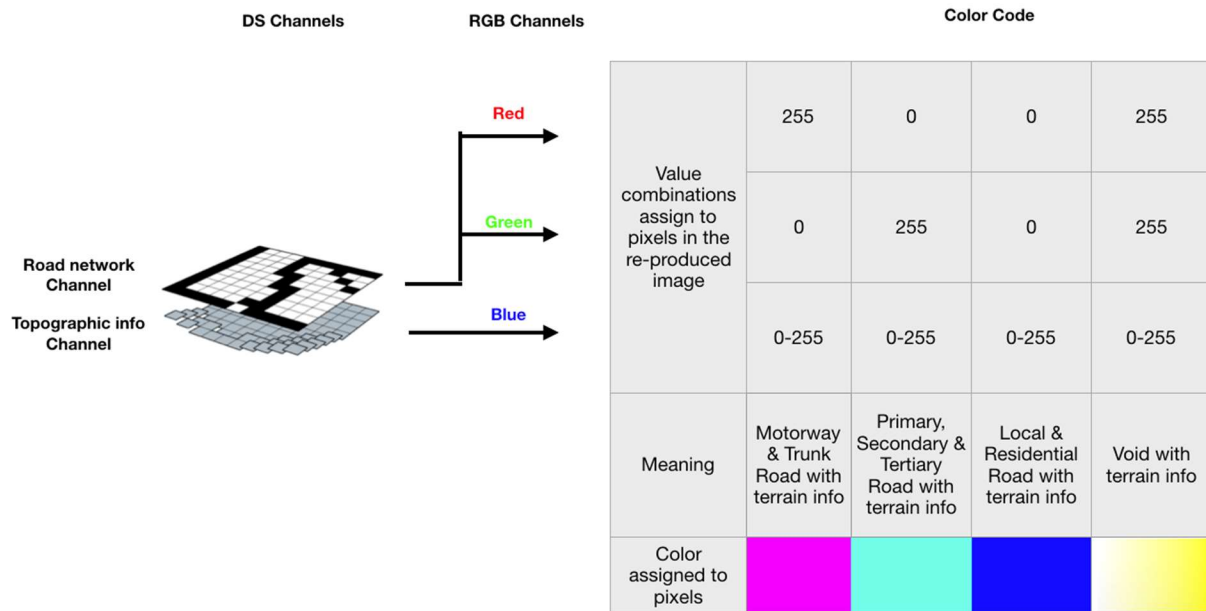 DS Channels
RGB Channels
Color Code
Red
Green
Blue
Road network
Channel
Topographic info
Channel
Value
combinations
assign to
pixels in the
re-produced
image
255
0
0
255
0
255
0
255
0-255
0-255
0-255
0-255
Meaning
Motorway
& Trunk
Road with
terrain info
Primary,
Secondary &
Tertiary
Road with
terrain info
Local &
Residential
Road with
terrain info
Void with
terrain info
Color
assigned to
pixels